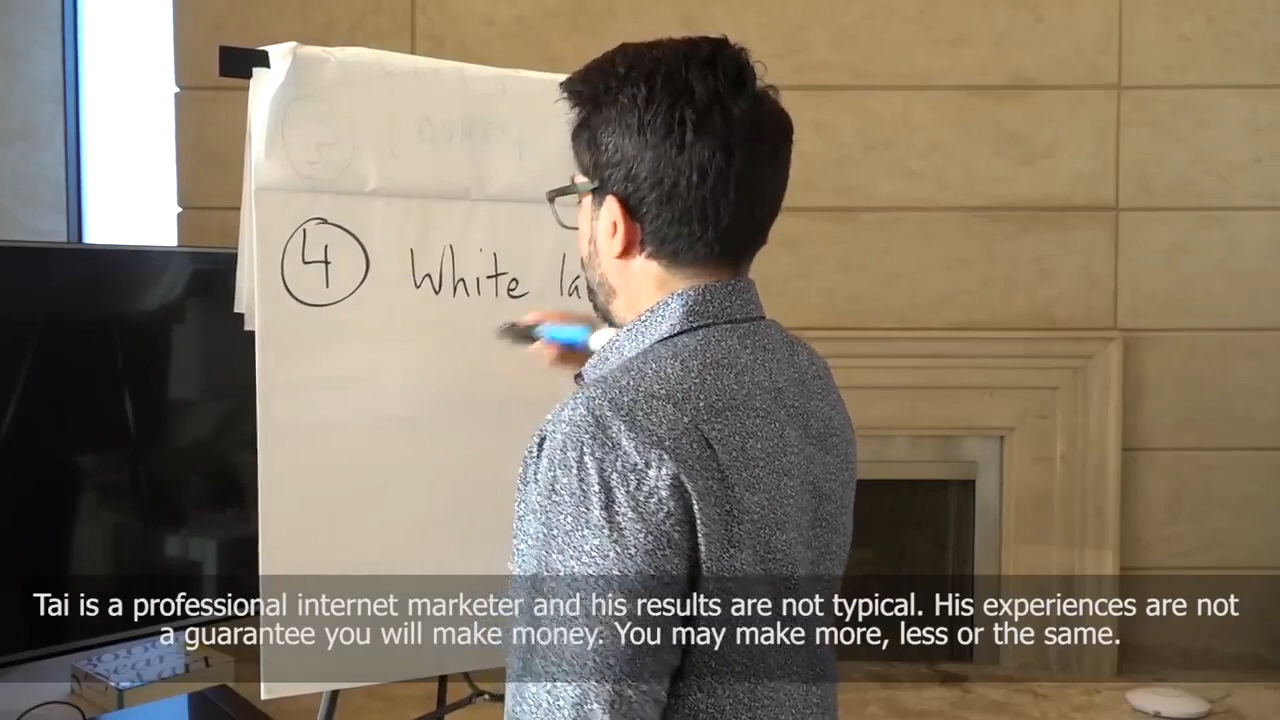 4 White la
Tai is a professional internet marketer and his results are not typical. His experiences are not
a guarantee you will make money. You may make more, less or the same.